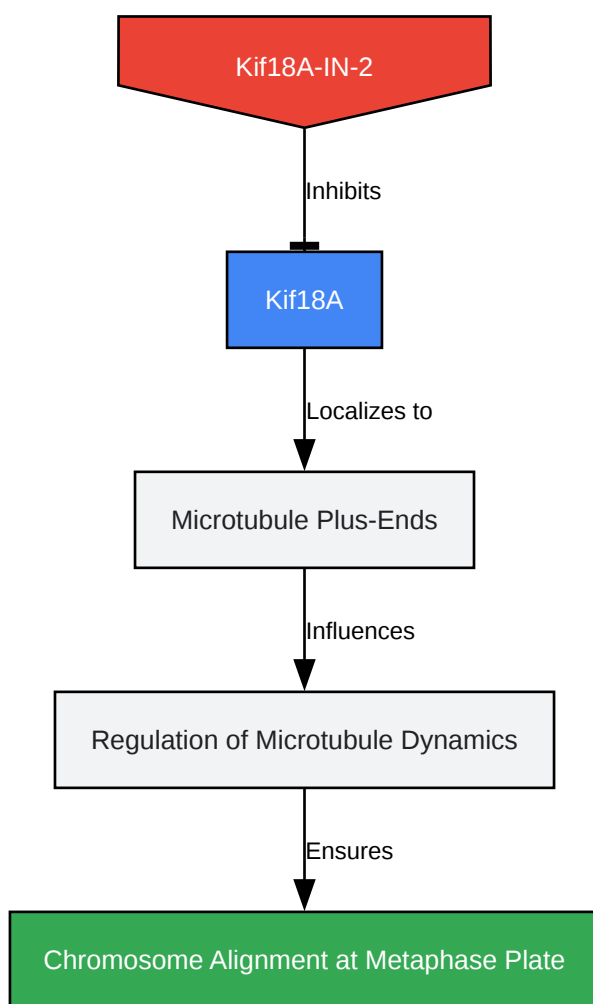 Kif18A-IN-2
Inhibits
Kif18A
Localizes to
Microtubule Plus-Ends
Influences
Regulation of Microtubule Dynamics
Ensures
Chromosome Alignment at Metaphase Plate